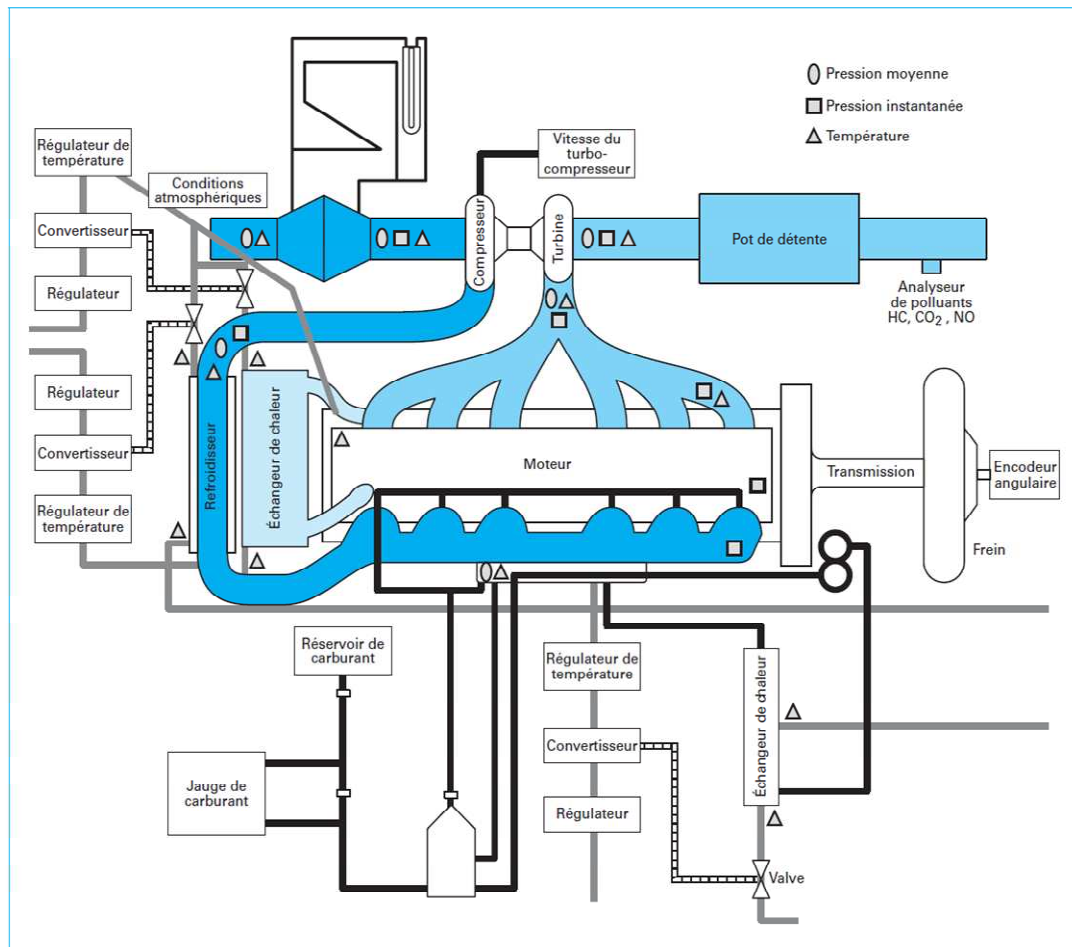 Pression moyenne
Pression instantanée
Température
Régulateur de
température
Vitesse du
turbo-
compresseur
Conditions
atmosphériques
Convertisseur
Compresseur
Turbine
Pot de détente
Régulateur
Analyseur
de polluants
HC, CO₂ , NO
Régulateur
Convertisseur
Refroidisseur
Échangeur de chaleur
Moteur
Transmission
Encodeur
angulaire
Régulateur de
température
Frein
Réservoir de
carburant
Régulateur de
température
Échangeur de chaleur
Convertisseur
Jauge de
carburant
Régulateur
Valve